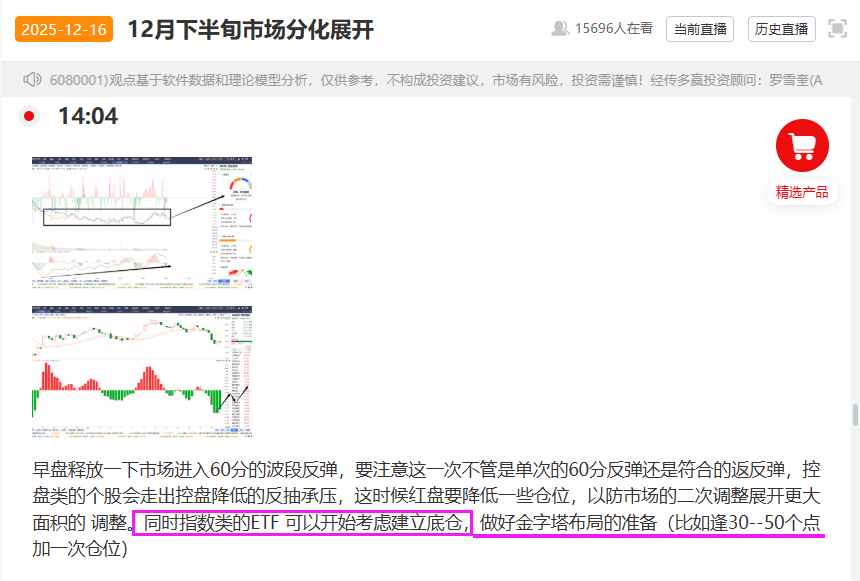 2025-12-16 12月下半旬市场分化展开 15696人在看 当前直播 历史直播
6080001)观点基于软件数据和理论模型分析，仅供参考，不构成投资建议，市场有风险，投资需谨慎！经传多赢投资顾问：罗雪奎(A
14:04
精选产品
早盘释放一下市场进入60分的波段反弹，要注意这一次不管是单次的60分反弹还是符合的返反弹，控
盘类的个股会走出控盘降低的反抽承压，这时候红盘要降低一些仓位，以防市场的二次调整展开更大
面积的 调整。同时指数类的ETF 可以开始考虑建立底仓，做好金字塔布局的准备（比如逢30--50个点
加一次仓位）